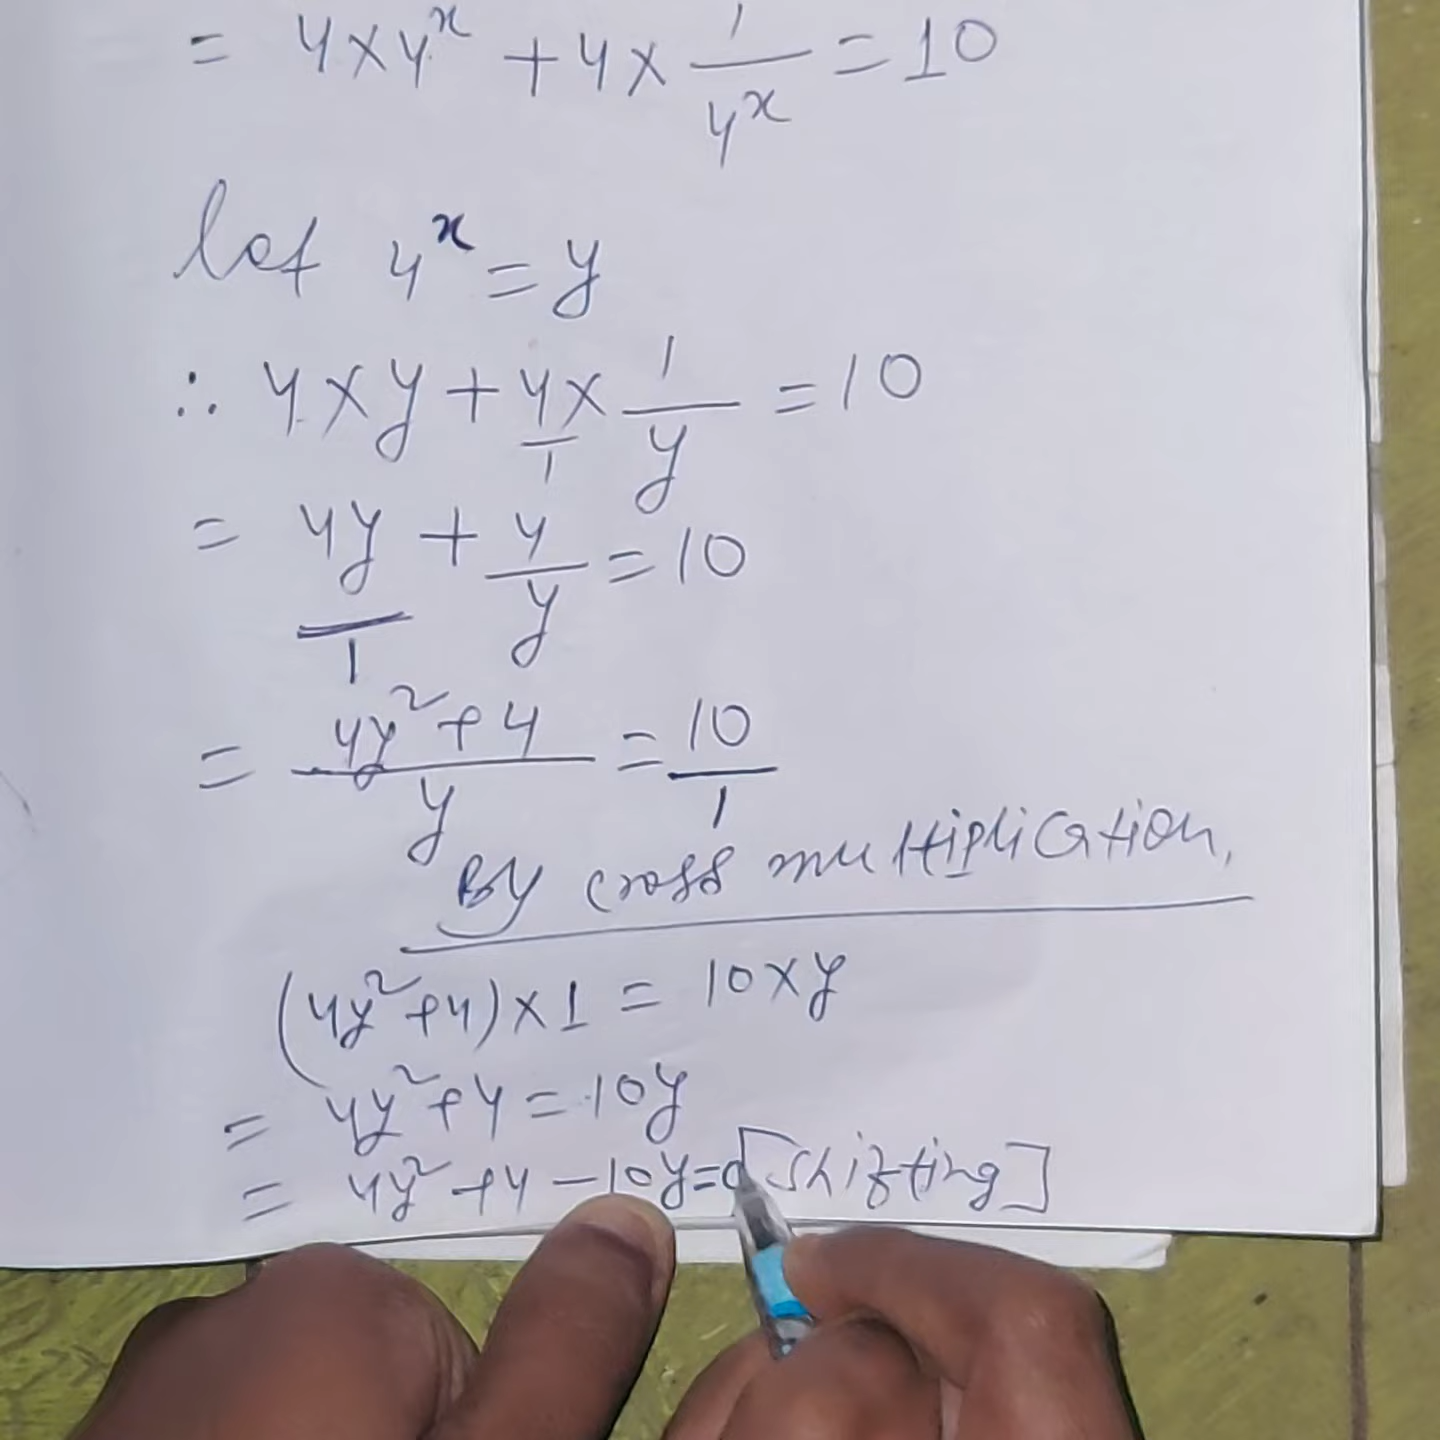 = 4×4^x + 4× 1/4^x = 10
let 4^x = y
∴ 4×y + 4/1 × 1/y = 10
= 4y/1 + 4/y = 10
= (4y²+4)/y = 10/1
By cross multiplication,
(4y²+4)×1 = 10×y
= 4y²+4 = 10y
= 4y²+4-10y=0 [Shifting]